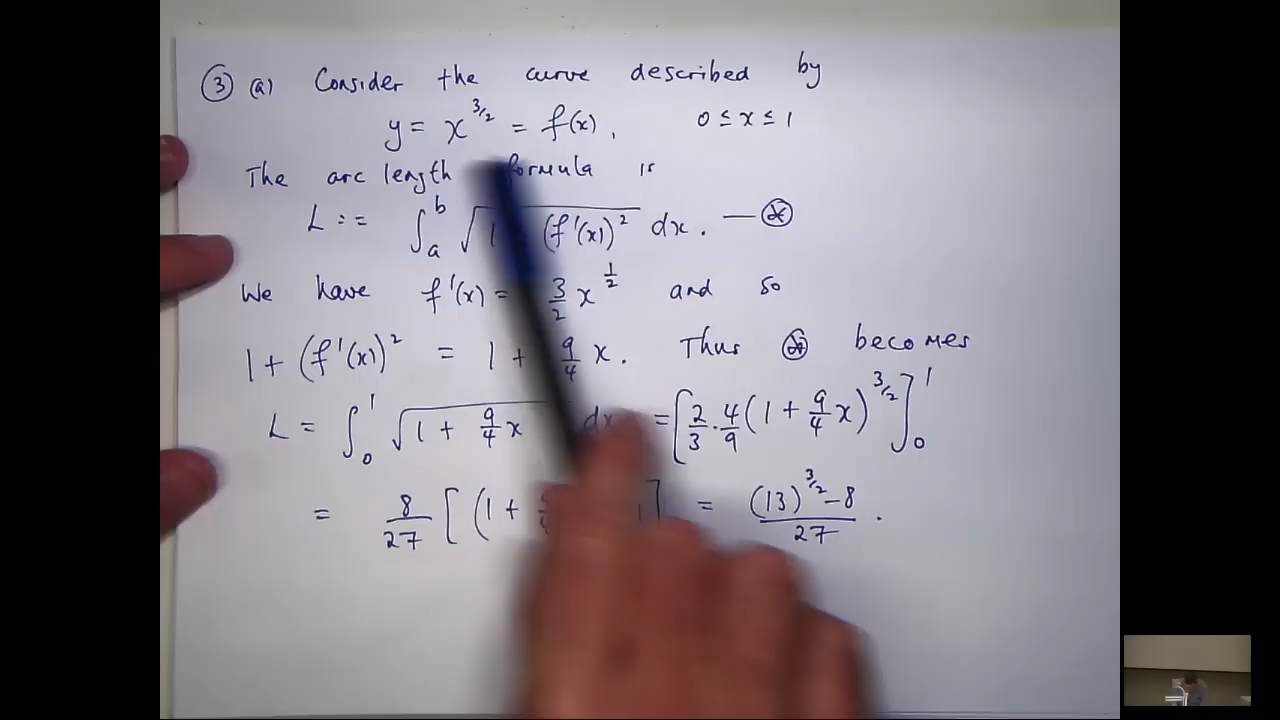 ③ (a) Consider the curve described by
y = x^{3/2} = f(x), 0 ≤ x ≤ 1
The arc length formula is
L := ∫_a^b √(1 (f'(x))² dx. — ⊛
We have f'(x) = 3/2 x^{1/2} and so
1 + (f'(x))² = 1 + 9/4 x. Thus ⊛ becomes
L = ∫_0^1 √(1 + 9/4 x) dx = [2/3 · 4/9 (1 + 9/4 x)^{3/2}]_0^1
= 8/27 [(1 + 1] = ((13)^{3/2} - 8)/27.